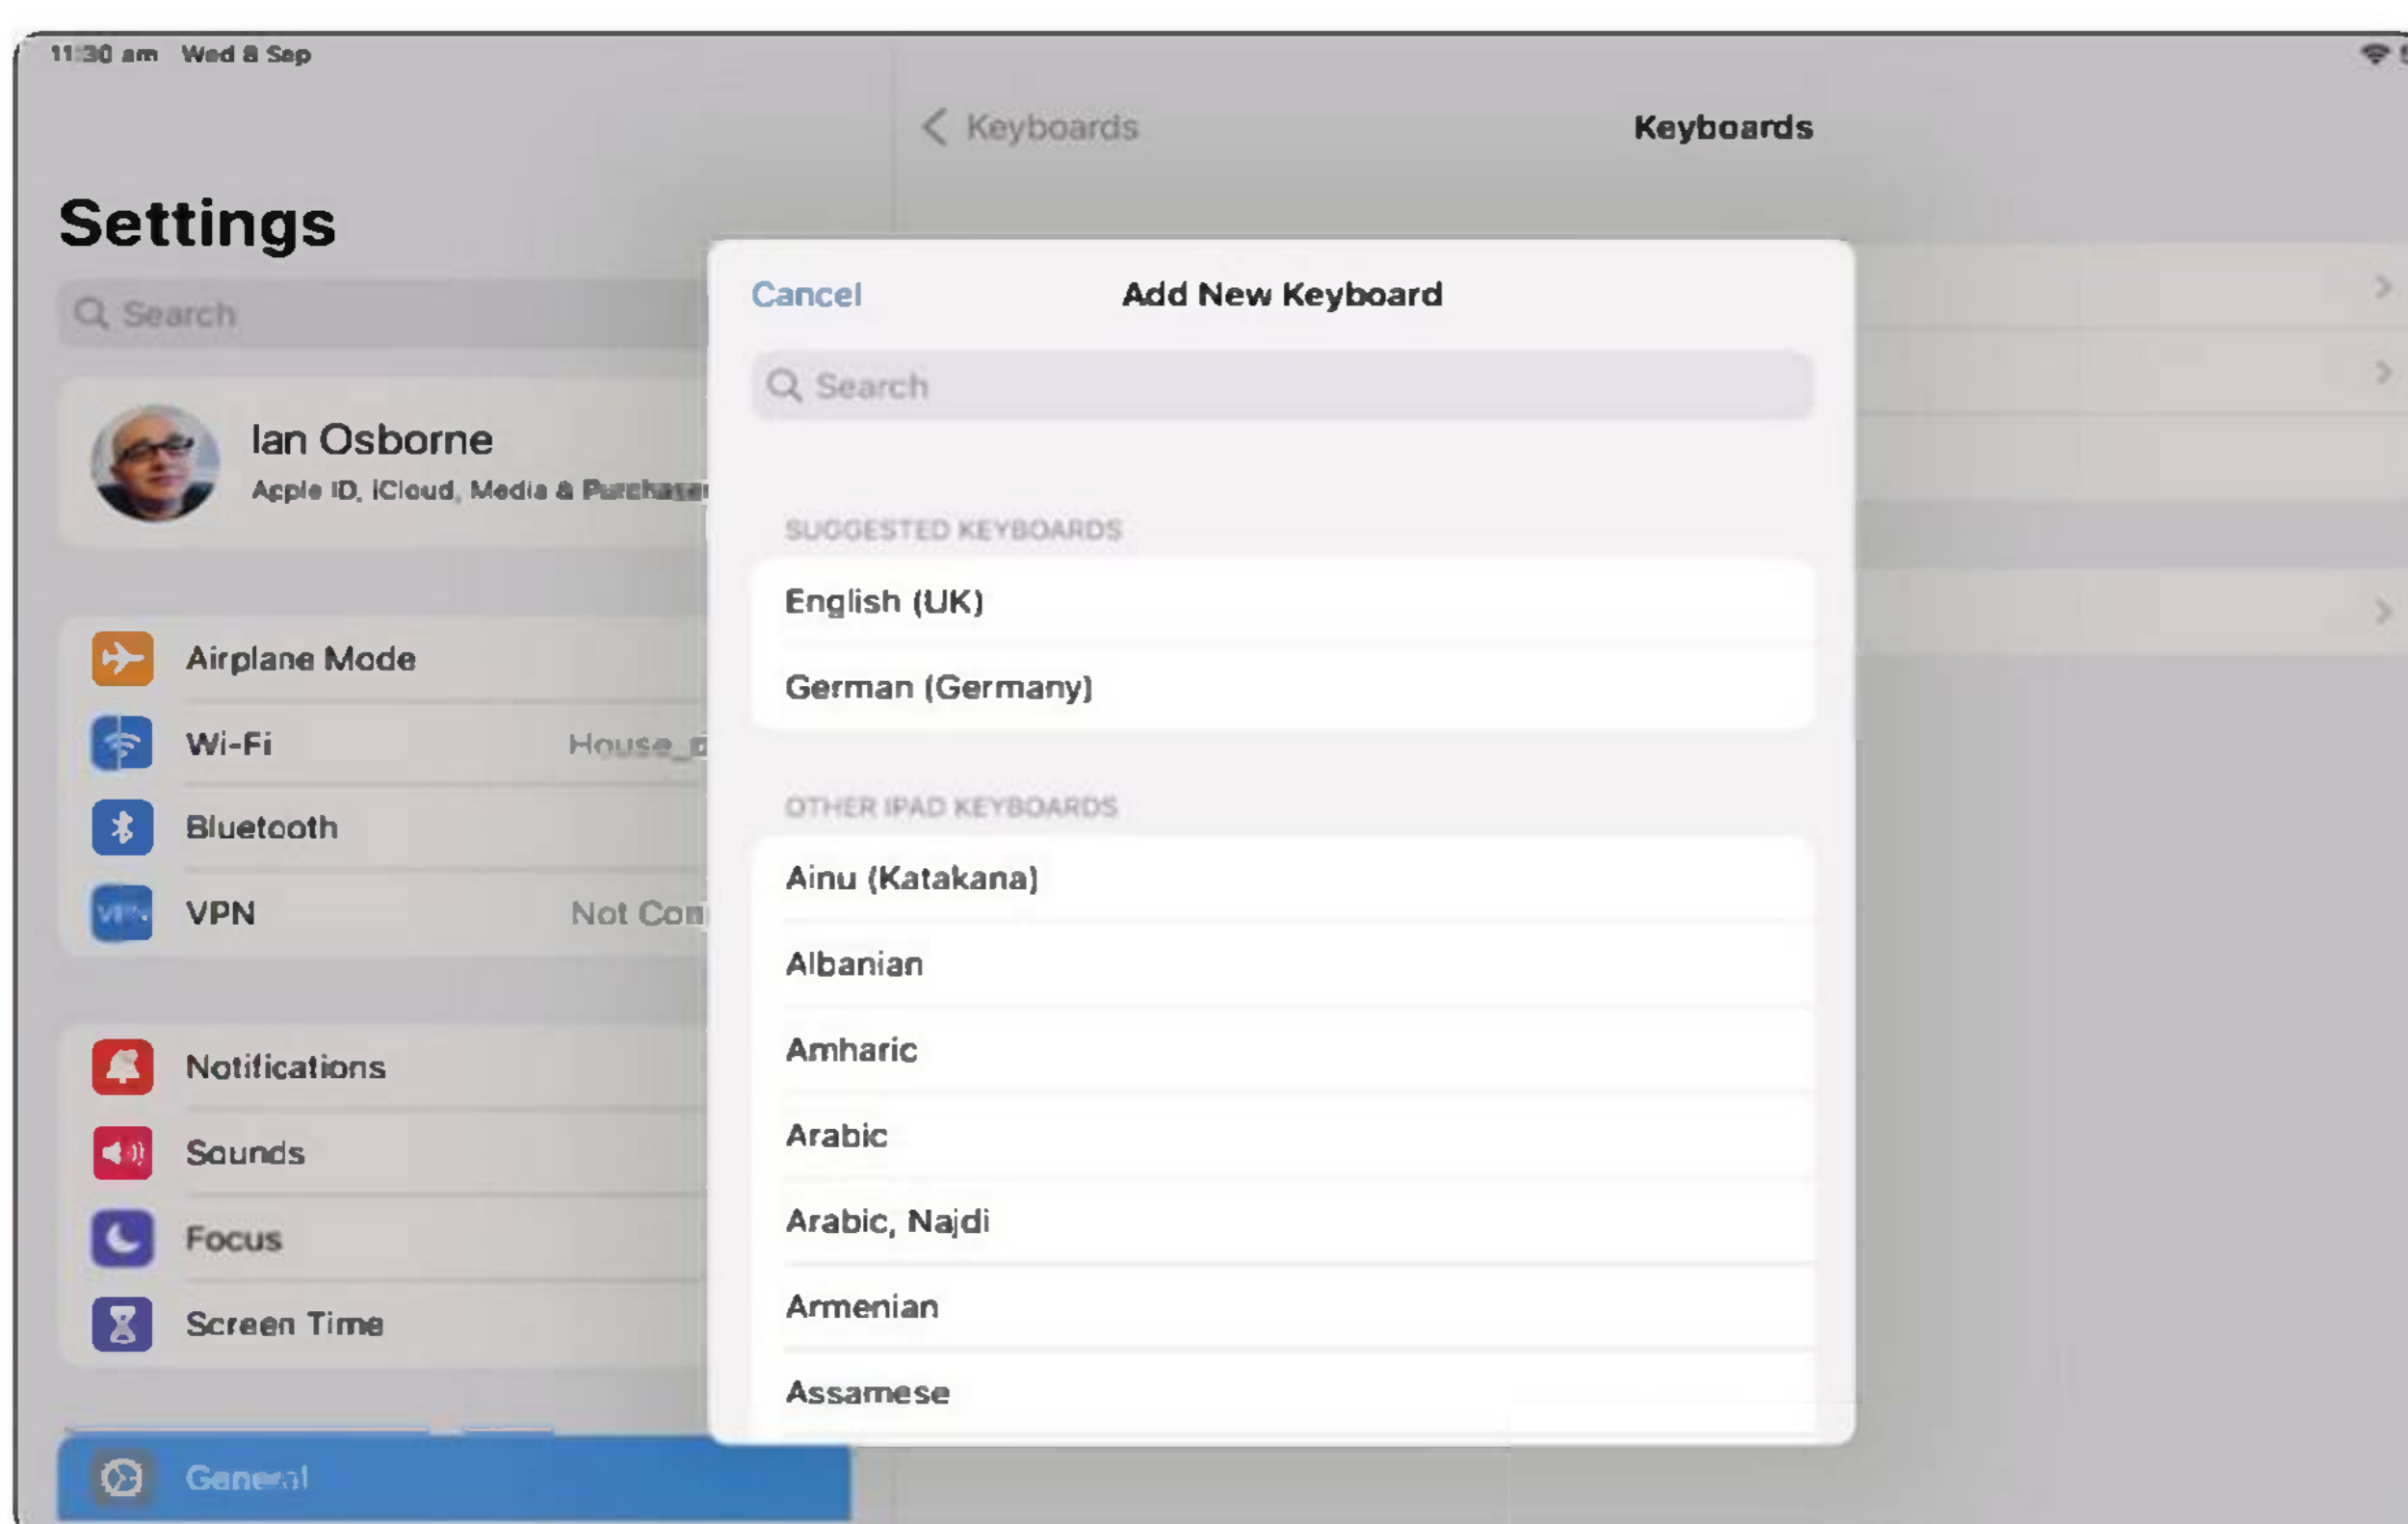 11:30 am Wed 8 Sep
Keyboards
Keyboards
Settings
Search
Ian Osborne
Apple ID, iCloud, Media &
Airplane Mode
Wi-Fi
Bluetooth
VPN
Not
Notifications
Sounds
Focus
Screen Time
General
Cancel
Add New Keyboard
Search
SUGGESTED KEYBOARDS
English (UK)
German (Germany)
OTHER IPAD KEYBOARDS
Ainu (Katakana)
Albanian
Amharic
Arabic
Arabic, Najdi
Armenian
Assamese